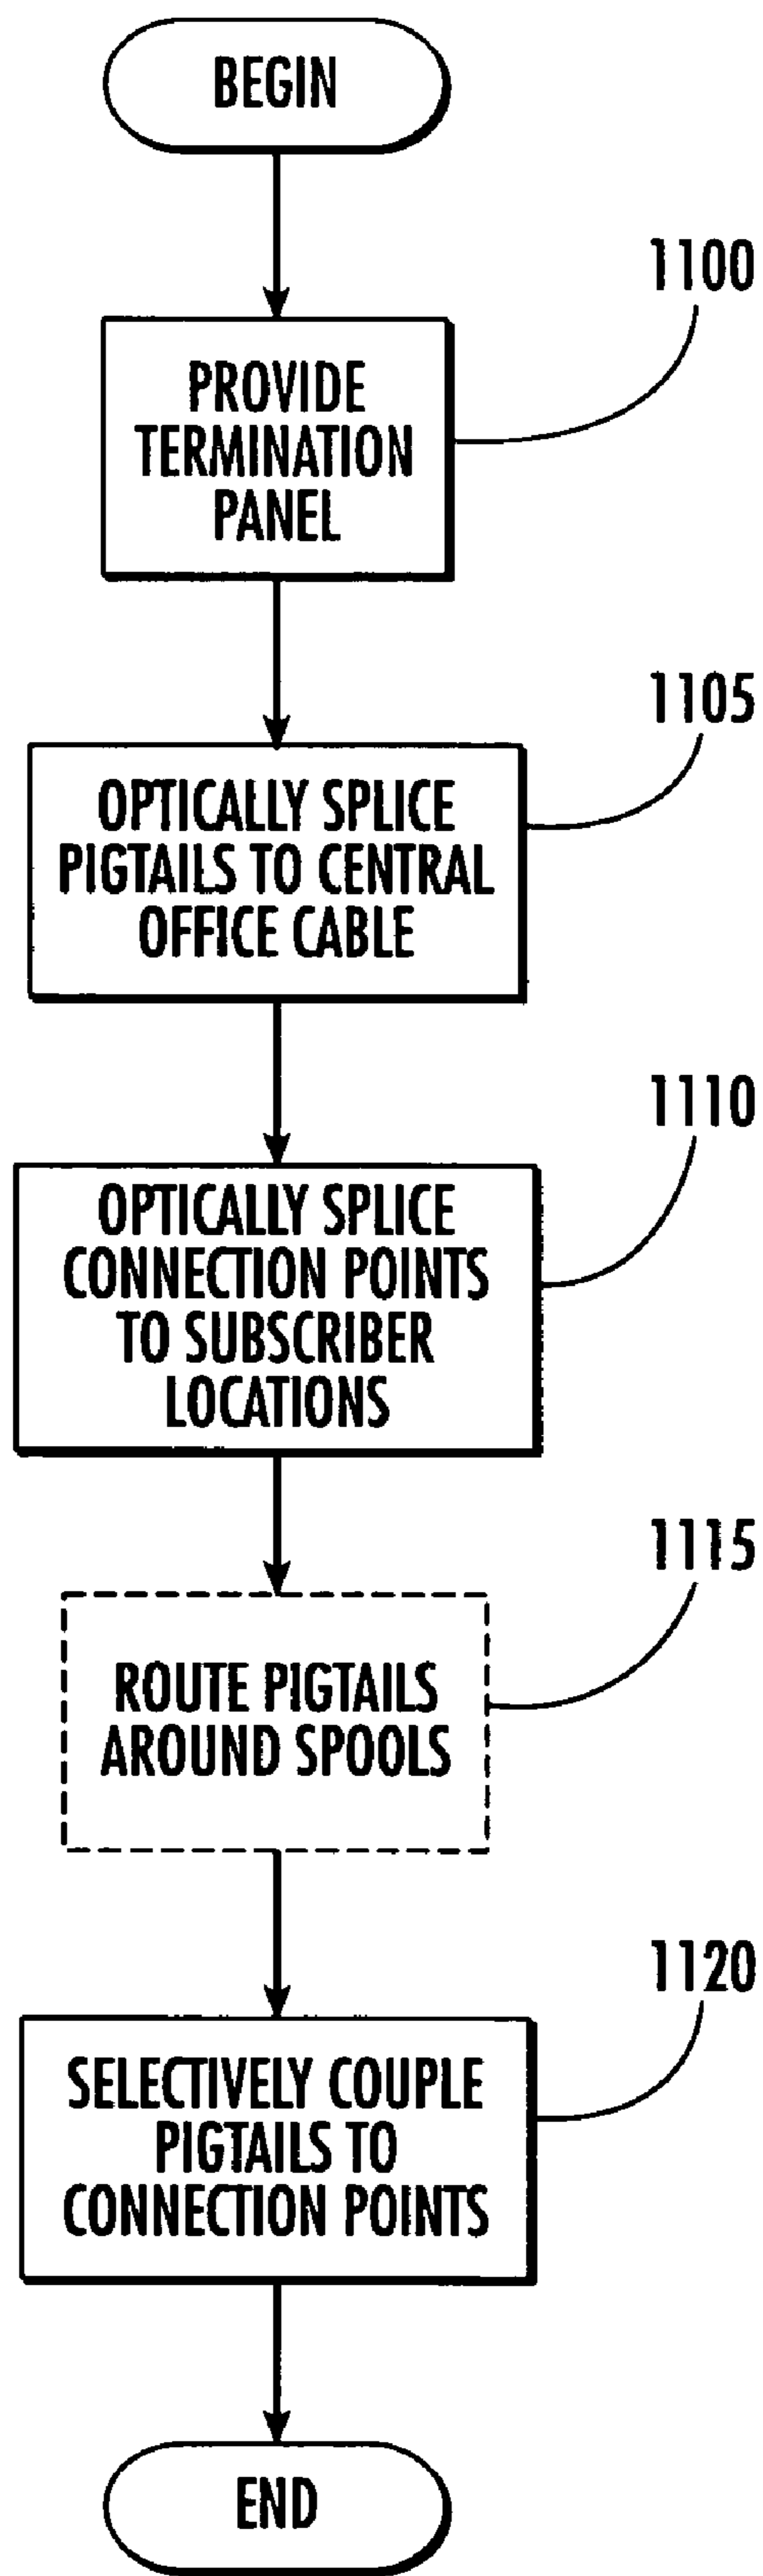 BEGIN
1100
PROVIDE
TERMINATION
PANEL
1105
OPTICALLY SPLICE
PIGTAILS TO CENTRAL
OFFICE CABLE
1110
OPTICALLY SPLICE
CONNECTION POINTS
TO SUBSCRIBER
LOCATIONS
1115
ROUTE PIGTAILS
AROUND SPOOLS
1120
SELECTIVELY COUPLE
PIGTAILS TO
CONNECTION POINTS
END